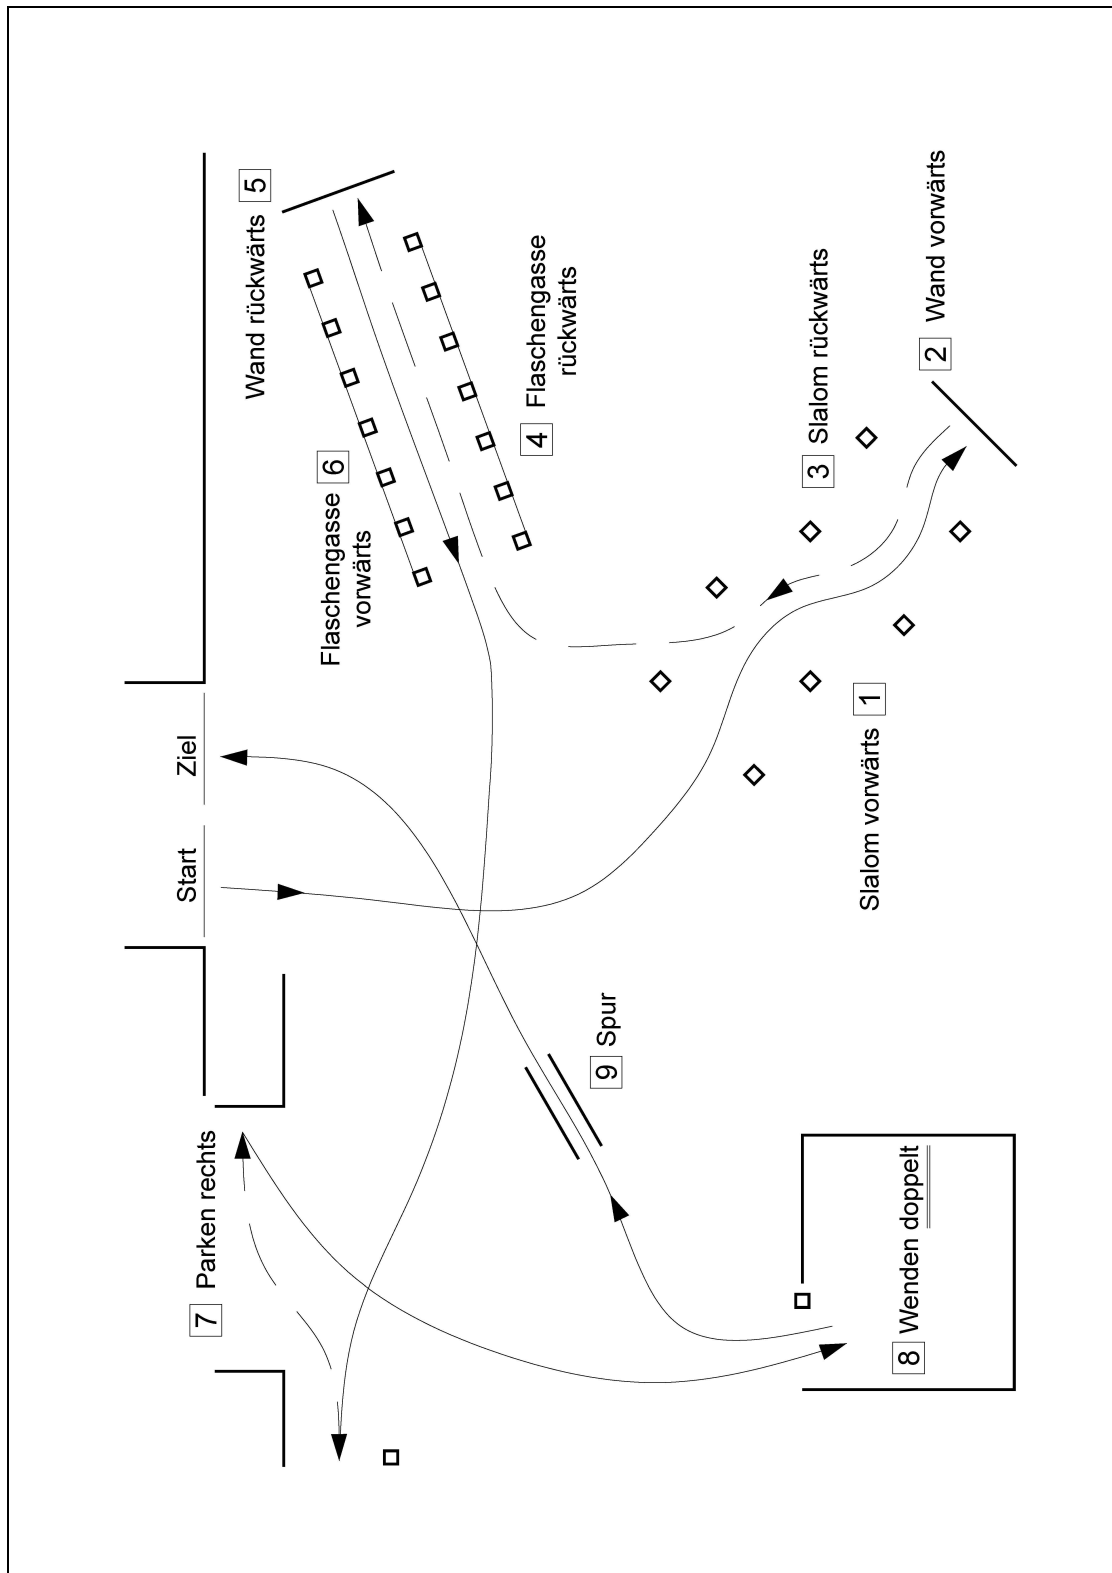 Start
Ziel
Slalom vorwärts 1
2 Wand vorwärts
3 Slalom rückwärts
4 Flaschengasse
rückwärts
Wand rückwärts 5
Flaschengasse 6
vorwärts
7 Parken rechts
8 Wenden doppelt
9 Spur